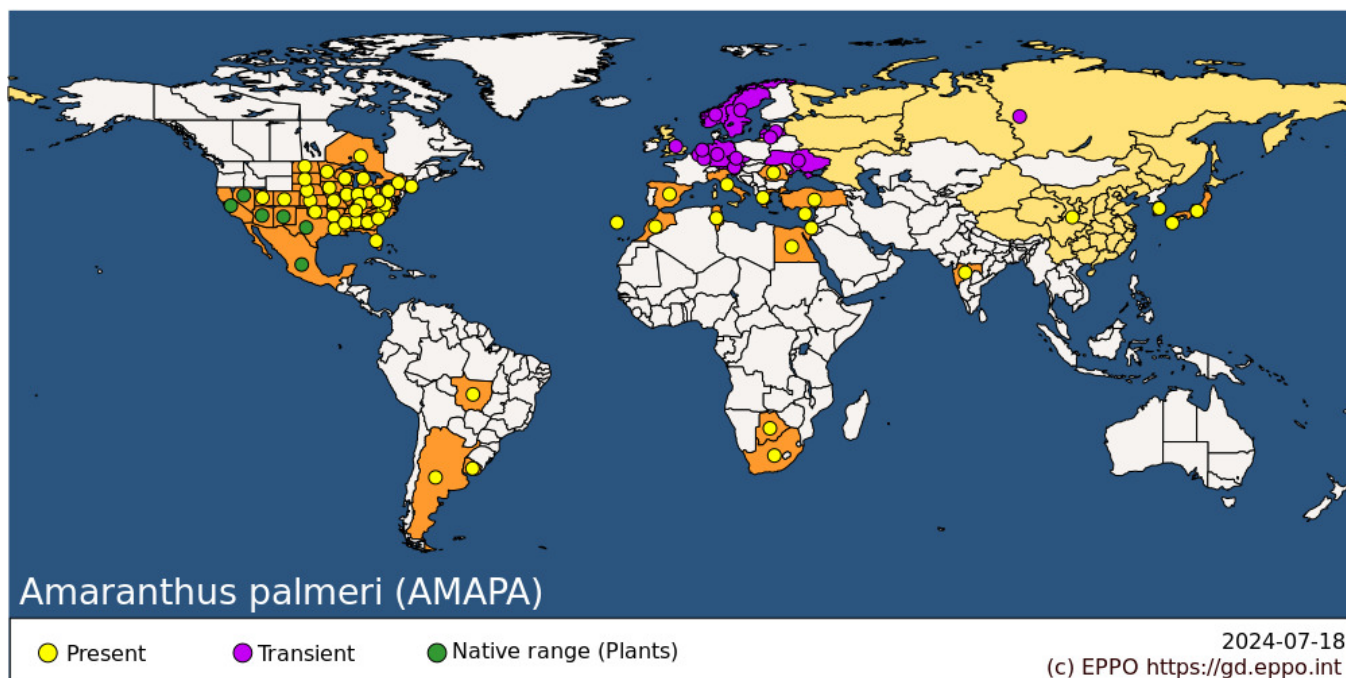 Amaranthus palmeri (AMAPA)
Present
Transient
Native range (Plants)
2024-07-18
(c) EPPO https://gd.eppo.int